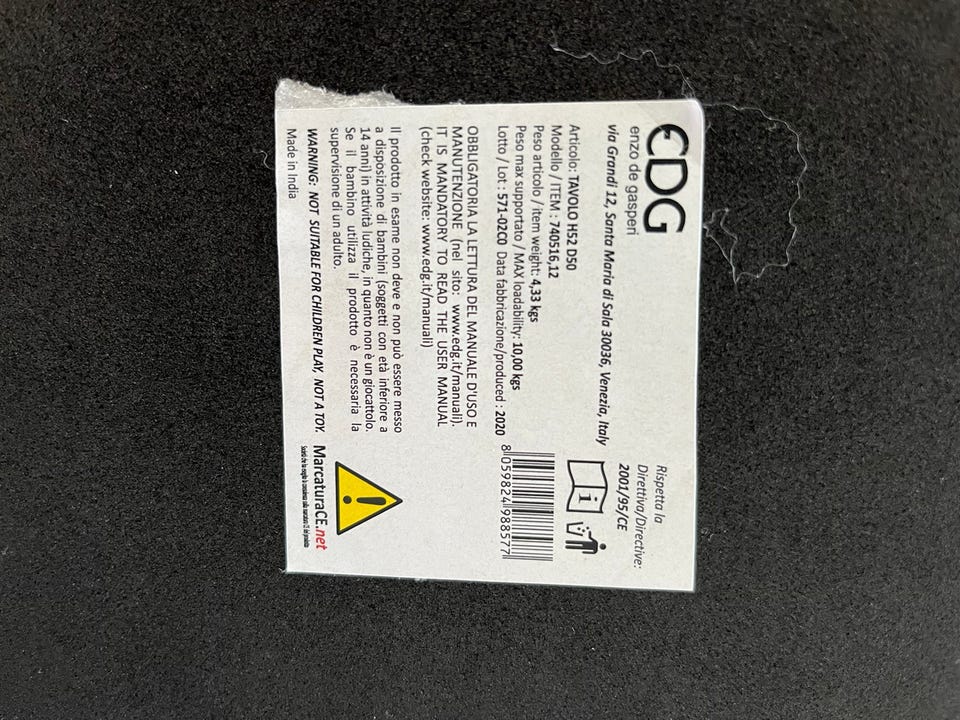 EDG
enzo de gasperi
via Grandi 12, Santa Maria di Sala 30036, Venezia, Italy
Rispetta la
Direttiva/Directive:
2001/95/CE
Articolo: TAVOLO H52 D50
Modello / ITEM : 740516,12
Peso articolo / item weight: 4,33 kgs
Peso max supportato / MAX loadability: 10,00 kgs
Lotto / Lot : 571-02C0 Data fabbricazione/produced : 2020
8 059824 988577
OBBLIGATORIA LA LETTURA DEL MANUALE D'USO E
MANUTENZIONE (nel sito: www.edg.it/manuali).
IT IS MANDATORY TO READ THE USER MANUAL
(check website: www.edg.it/manuali)
Il prodotto in esame non deve e non può essere messo
a disposizione di bambini (soggetti con età inferiore a
14 anni) in attività ludiche, in quanto non è un giocattolo.
Se il bambino utilizza il prodotto è necessaria la
supervisione di un adulto.
WARNING: NOT SUITABLE FOR CHILDREN PLAY, NOT A TOY.
Made in India
MarcaturaCE.net